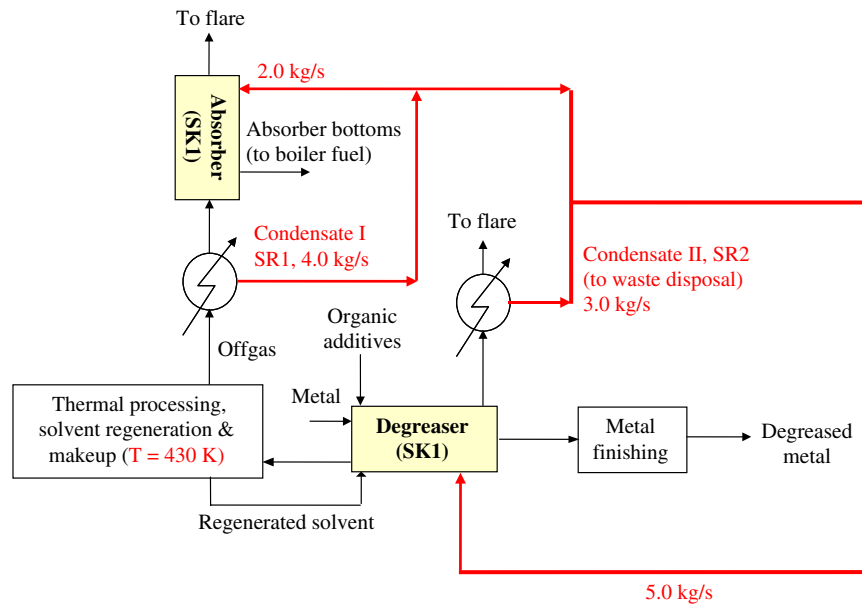 To flare
2.0 kg/s
Absorber
(SK1)
Absorber bottoms
(to boiler fuel)
To flare
Condensate I
SR1, 4.0 kg/s
Condensate II, SR2
(to waste disposal)
3.0 kg/s
Organic
additives
Offgas
Metal
Thermal processing,
solvent regeneration &
makeup (T = 430 K)
Degreaser
(SK1)
Metal
finishing
Degreased
metal
Regenerated solvent
5.0 kg/s